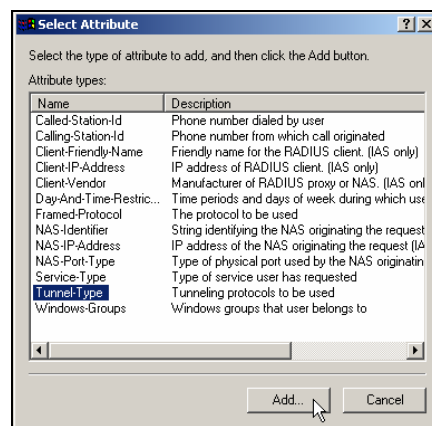 Select Attribute
Select the type of attribute to add, and then click the Add button.
Attribute types:
Name Description
Called-Station-Id Phone number dialed by user
Calling-Station-Id Phone number from which call originated
Client-Friendly-Name Friendly name for the RADIUS client. (IAS only)
Client-IP-Address IP address of RADIUS client. (IAS only)
Client-Vendor Manufacturer of RADIUS proxy or NAS. (IAS onl
Day-And-Time-Restric... Time periods and days of week during which use
Framed-Protocol The protocol to be used
NAS-Identifier String identifying the NAS originating the request
NAS-IP-Address IP address of the NAS originating the request (IA
NAS-Port-Type Type of physical port used by the NAS originatin
Service-Type Type of service user has requested
Tunnel-Type Tunneling protocols to be used
Windows-Groups Windows groups that user belongs to
Add... Cancel